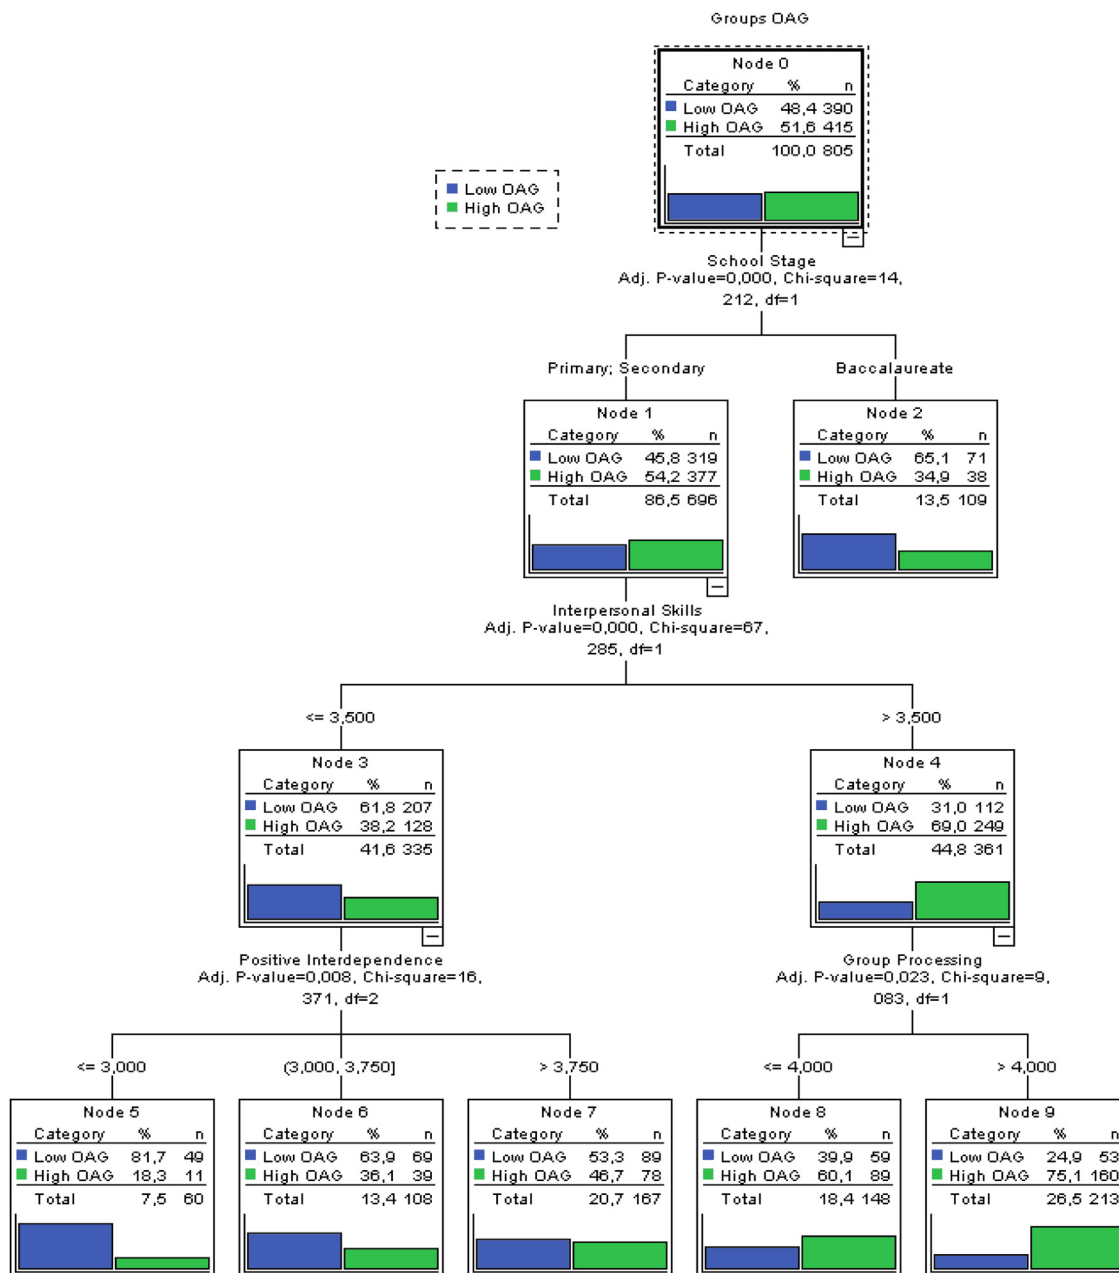 Groups OAG
Node 0
Category % n
Low OAG 48,4 390
High OAG 51,6 415
Total 100,0 805
Low OAG
High OAG
School Stage
Adj. P-value=0,000, Chi-square=14,
212, df=1
Primary; Secondary
Baccalaureate
Node 1
Category % n
Low OAG 45,8 319
High OAG 54,2 377
Total 86,5 696
Node 2
Category % n
Low OAG 65,1 71
High OAG 34,9 38
Total 13,5 109
Interpersonal Skills
Adj. P-value=0,000, Chi-square=67,
285, df=1
<= 3,500
> 3,500
Node 3
Category % n
Low OAG 61,8 207
High OAG 38,2 128
Total 41,6 335
Node 4
Category % n
Low OAG 31,0 112
High OAG 69,0 249
Total 44,8 361
Positive Interdependence
Adj. P-value=0,008, Chi-square=16,
371, df=2
Group Processing
Adj. P-value=0,023, Chi-square=9,
083, df=1
<= 3,000
(3,000, 3,750]
> 3,750
<= 4,000
> 4,000
Node 5
Category % n
Low OAG 81,7 49
High OAG 18,3 11
Total 7,5 60
Node 6
Category % n
Low OAG 63,9 69
High OAG 36,1 39
Total 13,4 108
Node 7
Category % n
Low OAG 53,3 89
High OAG 46,7 78
Total 20,7 167
Node 8
Category % n
Low OAG 39,9 59
High OAG 60,1 89
Total 18,4 148
Node 9
Category % n
Low OAG 24,9 53
High OAG 75,1 160
Total 26,5 213